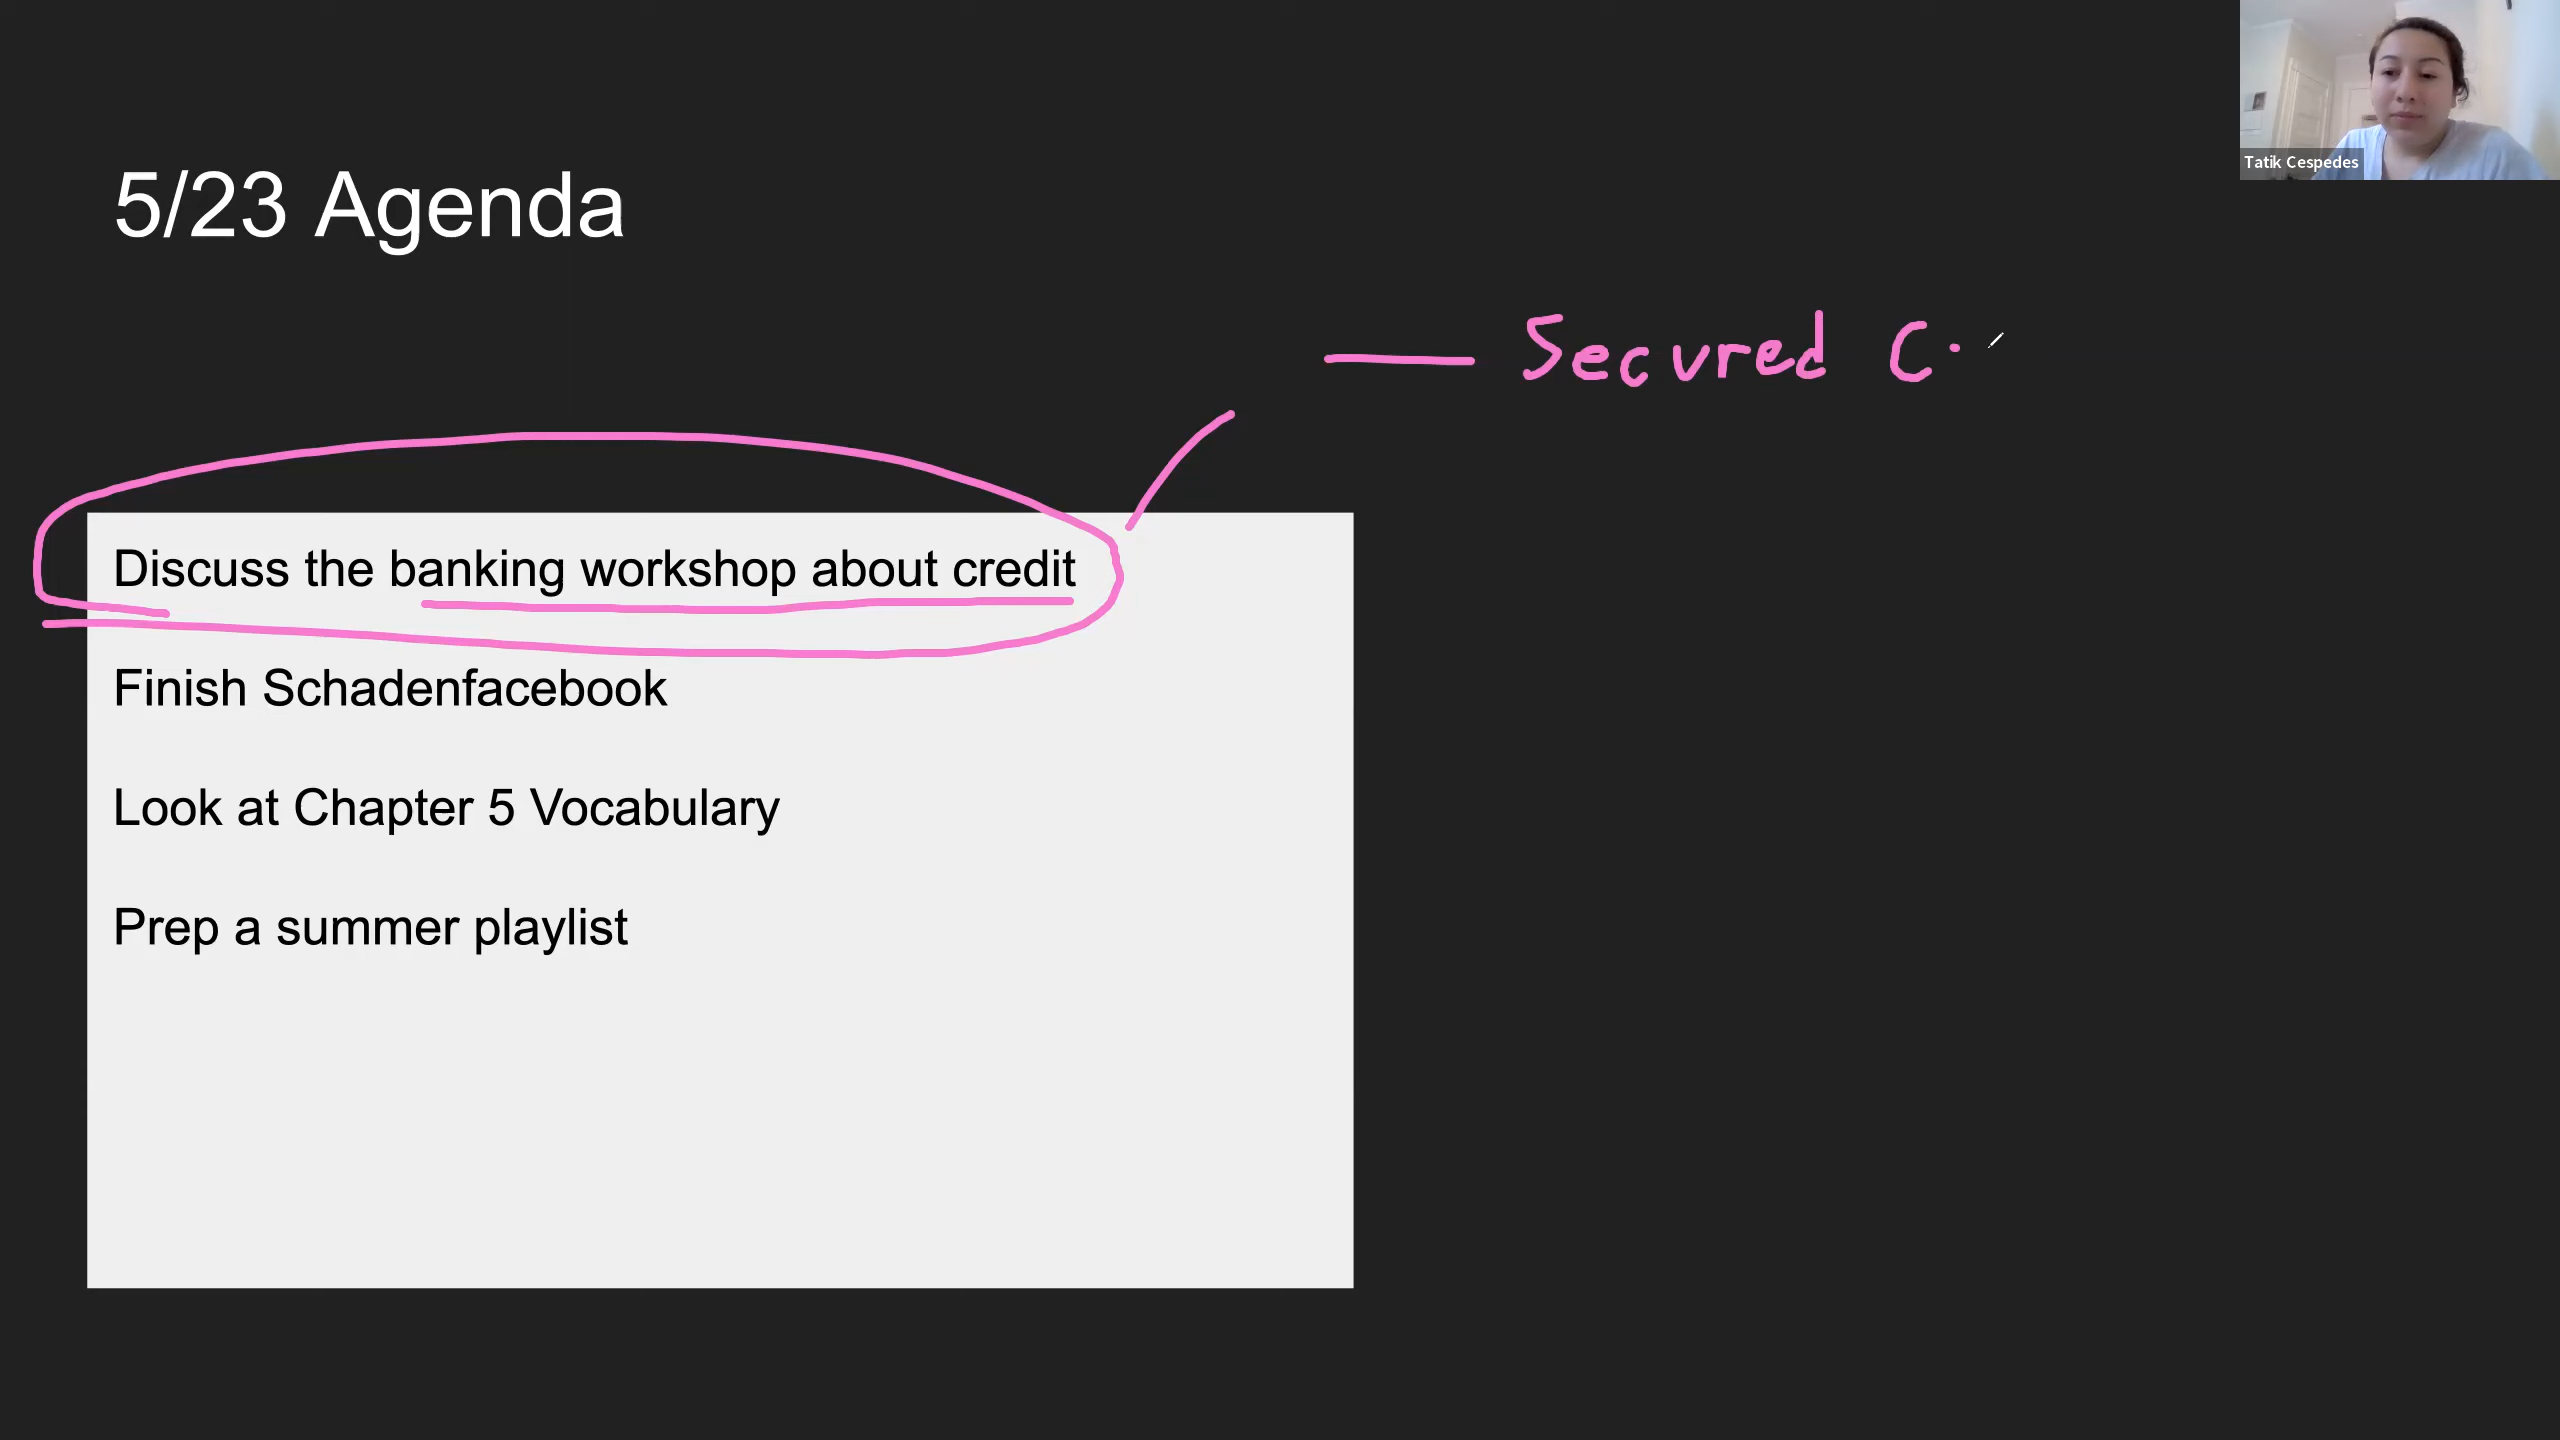 Tatik Cespedes
5/23 Agenda
Secured C.
Discuss the banking workshop about credit
Finish Schadenfacebook
Look at Chapter 5 Vocabulary
Prep a summer playlist